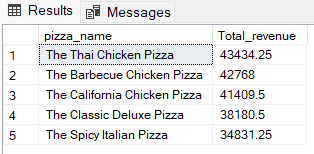 Results Messages
pizza_name Total_revenue
1 The Thai Chicken Pizza 43434.25
2 The Barbecue Chicken Pizza 42768
3 The California Chicken Pizza 41409.5
4 The Classic Deluxe Pizza 38180.5
5 The Spicy Italian Pizza 34831.25